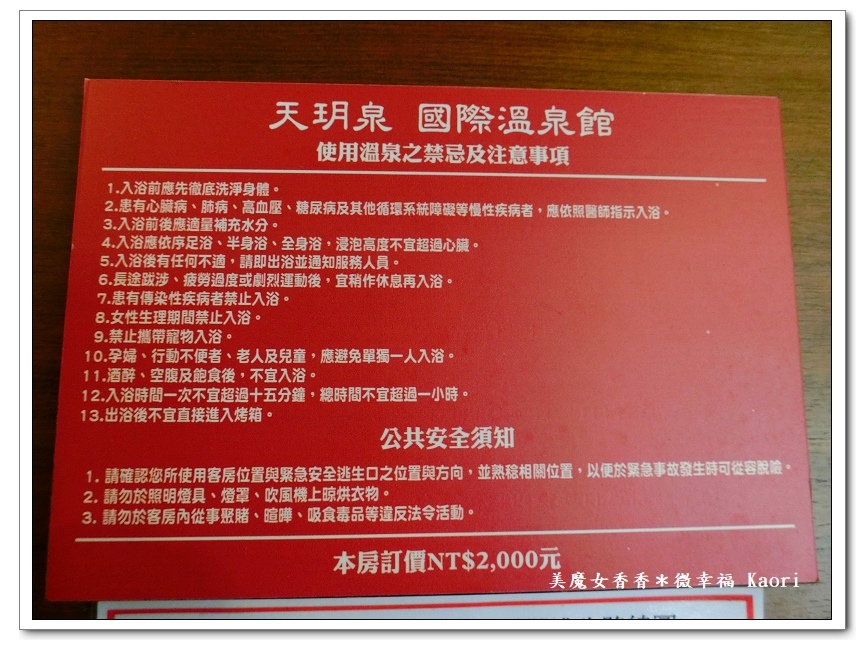 天玥泉 國際溫泉館
使用溫泉之禁忌及注意事項
1.入浴前應先徹底洗淨身體。
2.患有心臟病、肺病、高血壓、糖尿病及其他循環系統障礙等慢性疾病者，應依照醫師指示入浴。
3.入浴前後應適量補充水分。
4.入浴應依序足浴、半身浴、全身浴，浸泡高度不宜超過心臟。
5.入浴後有任何不適，請即出浴並通知服務人員。
6.長途跋涉、疲勞過度或劇烈運動後，宜稍作休息再入浴。
7.患有傳染性疾病者禁止入浴。
8.女性生理期間禁止入浴。
9.禁止攜帶寵物入浴。
10.孕婦、行動不便者、老人及兒童，應避免單獨一人入浴。
11.酒醉、空腹及飽食後，不宜入浴。
12.入浴時間一次不宜超過十五分鐘，總時間不宜超過一小時。
13.出浴後不宜直接進入烤箱。
公共安全須知
1. 請確認您所使用客房位置與緊急安全逃生口之位置與方向，並熟稔相關位置，以便於緊急事故發生時可從容脫險。
2. 請勿於照明燈具、燈罩、吹風機上晾烘衣物。
3. 請勿於客房內從事聚賭、喧嘩、吸食毒品等違反法令活動。
本房訂價NT$2,000元
美魔女香香＊微幸福 Kaori